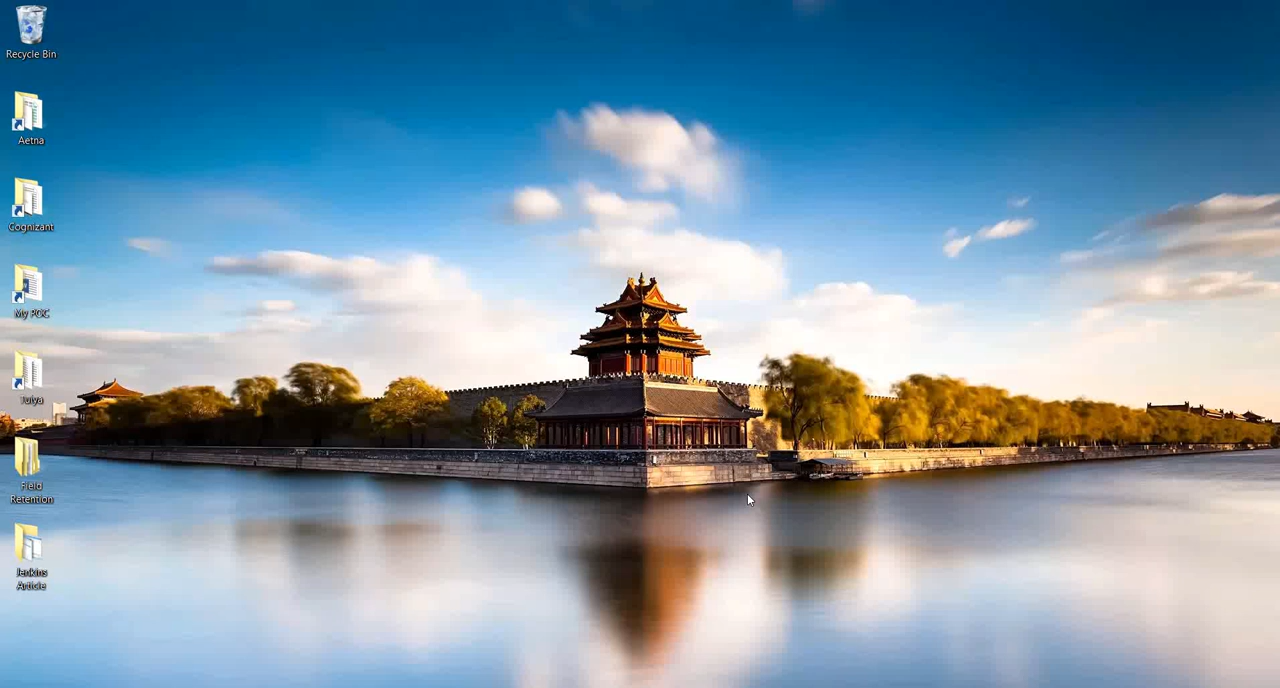 Recycle Bin
Aetna
Cognizant
My POC
Tulya
Field
Retention
Jenkins
Article